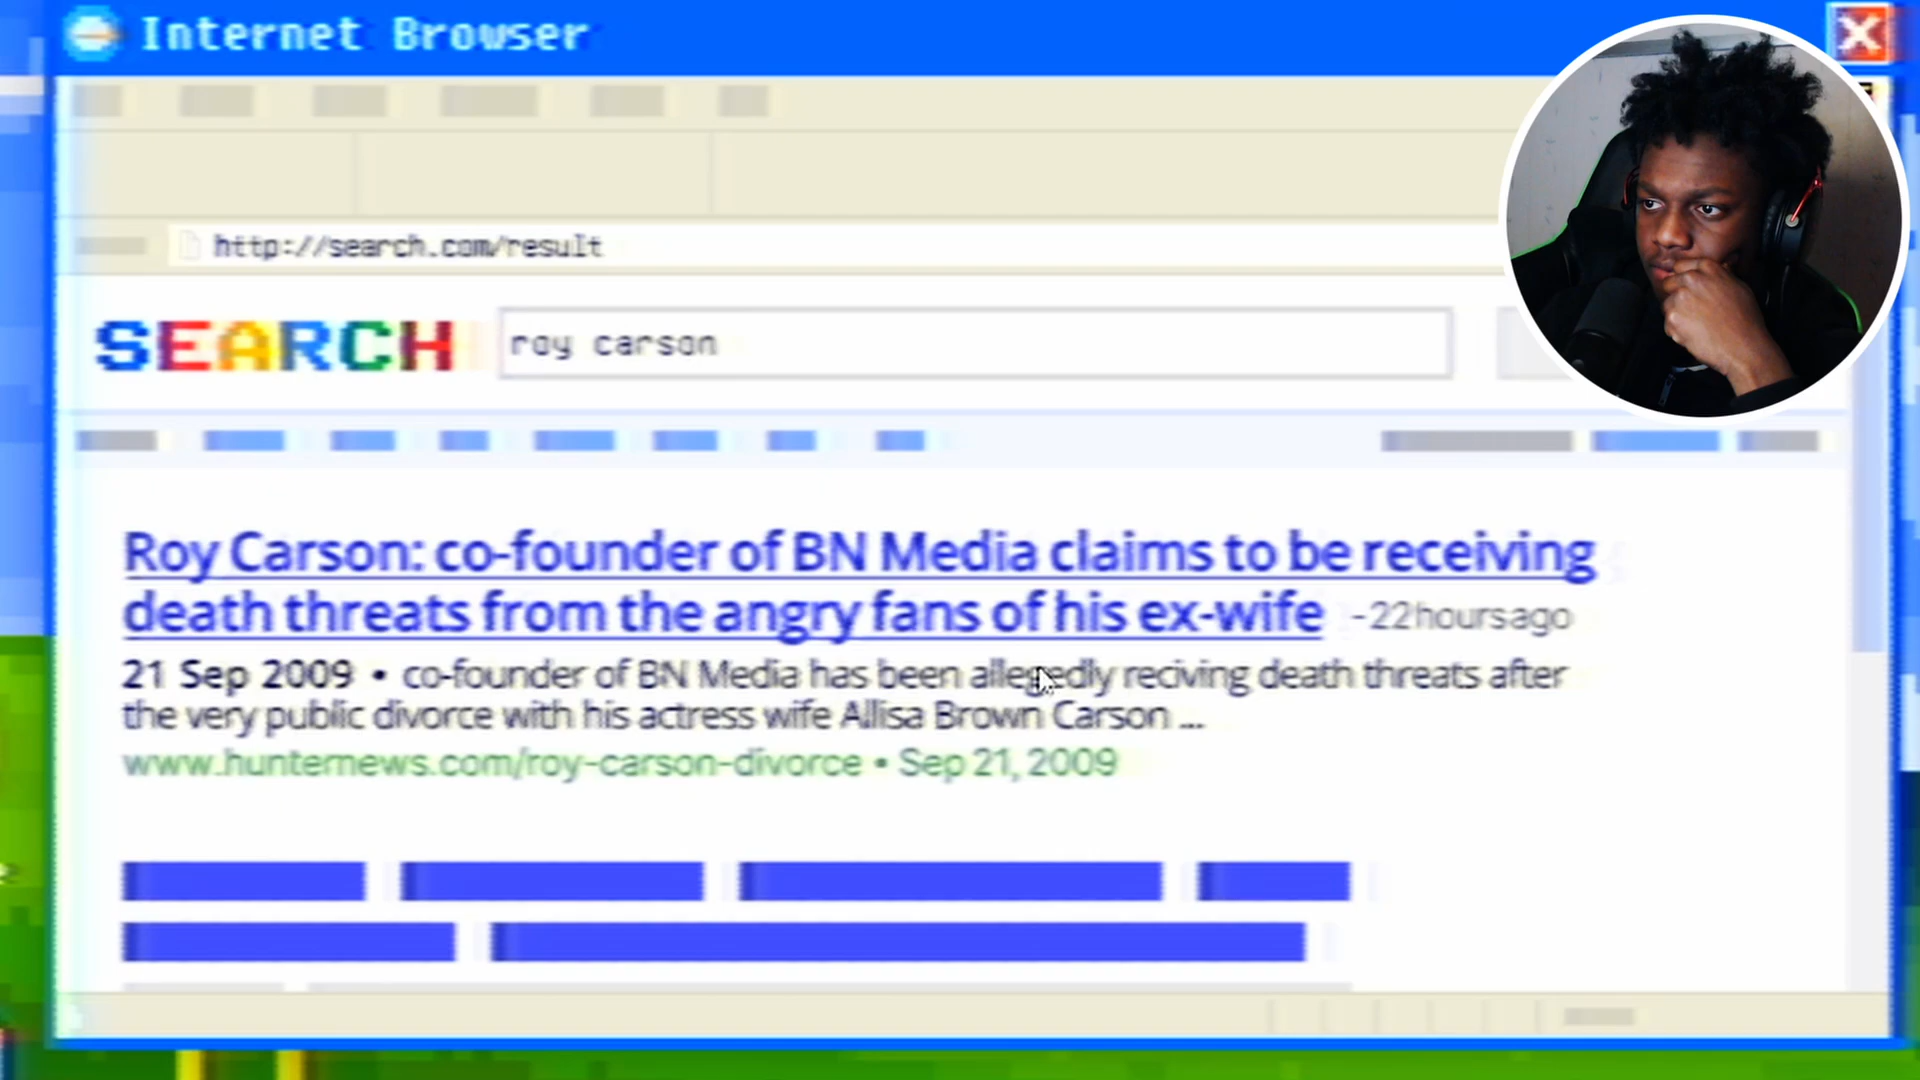 Internet Browser
http://search.com/result
SEARCH
roy carson
Roy Carson: co-founder of BN Media claims to be receiving
death threats from the angry fans of his ex-wife - 22hours ago
21 Sep 2009 • co-founder of BN Media has been allegedly reciving death threats after
the very public divorce with his actress wife Allisa Brown Carson ...
www.hunternews.com/roy-carson-divorce • Sep 21, 2009